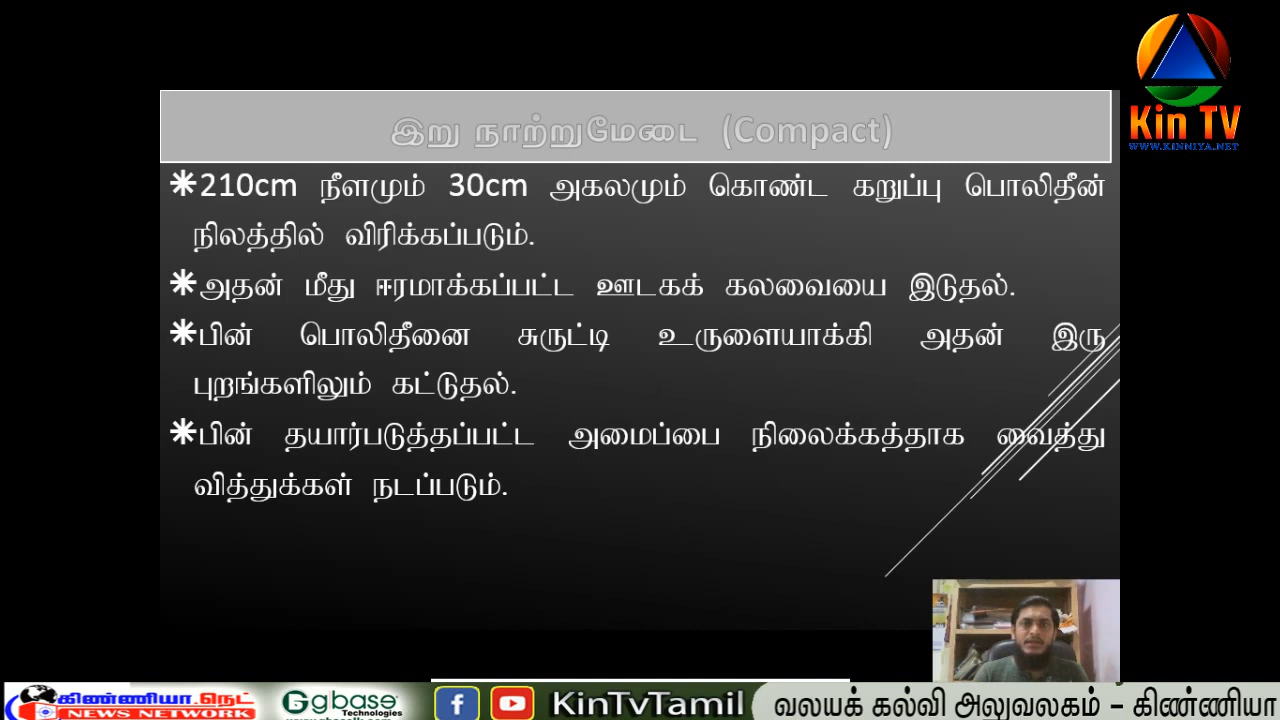 Kin TV
WWW.KINNIYA.NET
இறு நாற்றுமேடை (Compact)
210cm நீளமும் 30cm அகலமும் கொண்ட கறுப்பு பொலிதீன்
நிலத்தில் விரிக்கப்படும்.
அதன் மீது ஈரமாக்கப்பட்ட ஊடகக் கலவையை இடுதல்.
பின் பொலிதீனை சுருட்டி உருளையாக்கி அதன் இரு
புறங்களிலும் கட்டுதல்.
பின் தயார்படுத்தப்பட்ட அமைப்பை நிலைக்கத்தாக வைத்து
வித்துக்கள் நடப்படும்.
கிண்ணியா.நெட்
NEWS NETWORK
gbase
Technologies
KinTvTamil
வலயக் கல்வி அலுவலகம் - கிண்ணியா